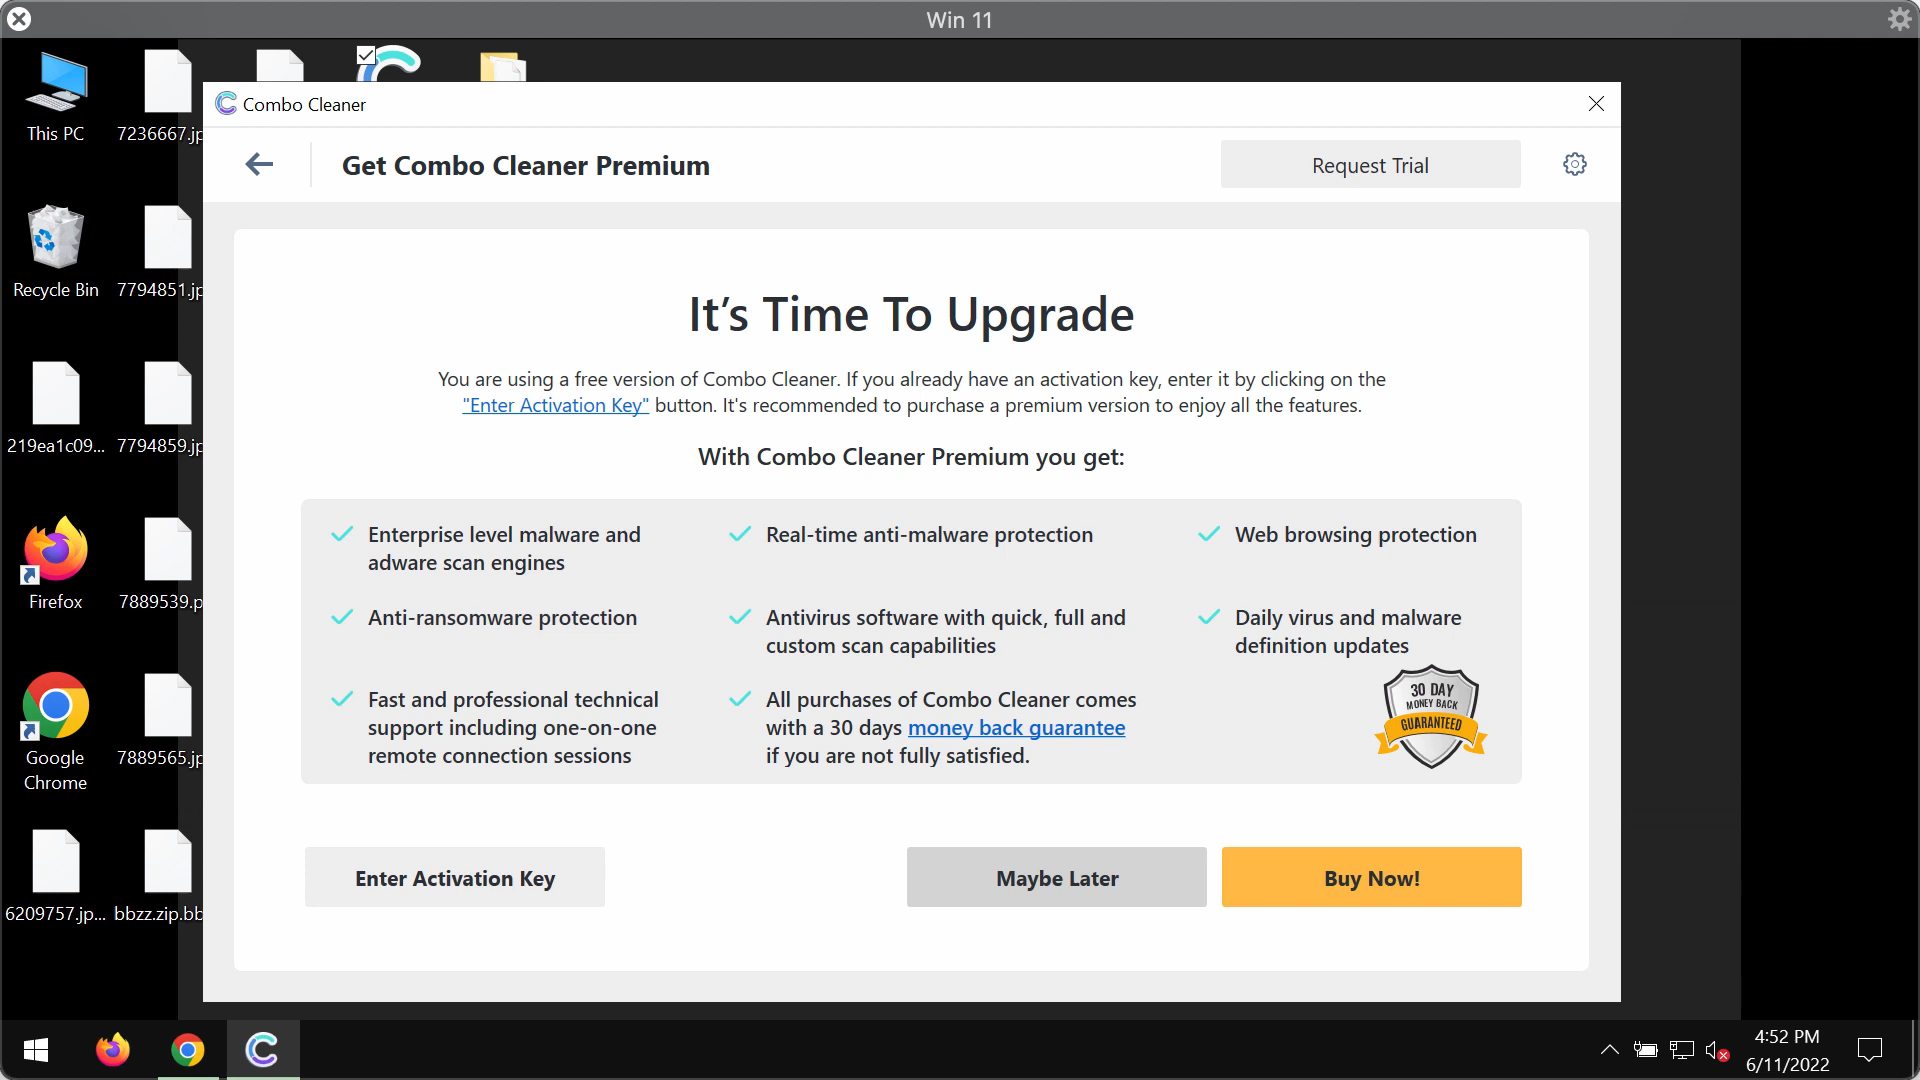 Win 11
This PC
7236667.jp
Recycle Bin
7794851.jp
219ea1c09...
7794859.jp
Firefox
7889539.p
Google
Chrome
7889565.jp
6209757.jp...
bbzz.zip.bb
Combo Cleaner
Get Combo Cleaner Premium
Request Trial
It's Time To Upgrade
You are using a free version of Combo Cleaner. If you already have an activation key, enter it by clicking on the
"Enter Activation Key" button. It's recommended to purchase a premium version to enjoy all the features.
With Combo Cleaner Premium you get:
Enterprise level malware and
adware scan engines
Real-time anti-malware protection
Web browsing protection
Anti-ransomware protection
Antivirus software with quick, full and
custom scan capabilities
Daily virus and malware
definition updates
Fast and professional technical
support including one-on-one
remote connection sessions
All purchases of Combo Cleaner comes
with a 30 days money back guarantee
if you are not fully satisfied.
30 DAY
MONEY BACK
GUARANTEED
Enter Activation Key
Maybe Later
Buy Now!
4:52 PM
6/11/2022